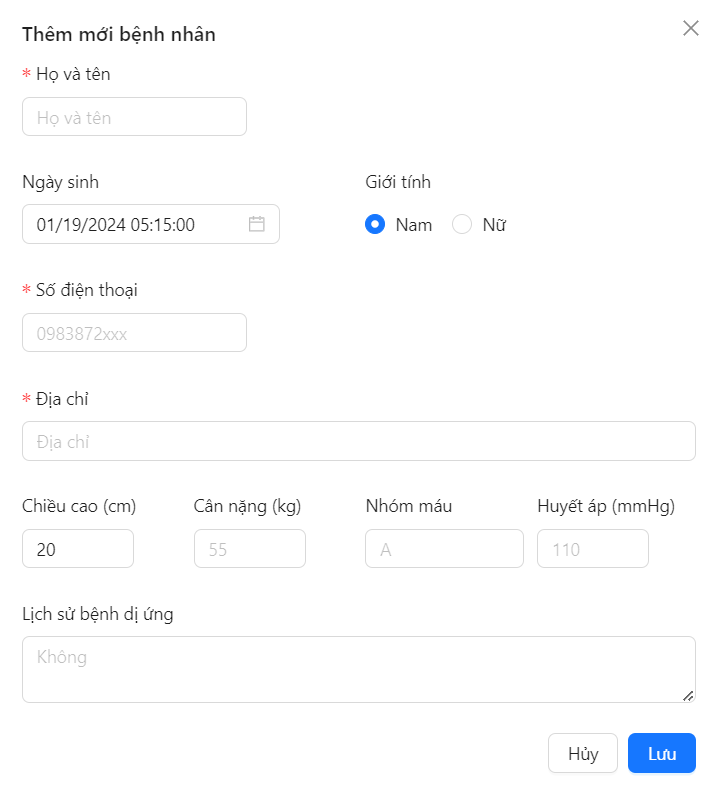 Thêm mới bệnh nhân
* Họ và tên
Họ và tên
Ngày sinh Giới tính
01/19/2024 05:15:00 Nam Nữ
* Số điện thoại
0983872xxx
* Địa chỉ
Địa chỉ
Chiều cao (cm) Cân nặng (kg) Nhóm máu Huyết áp (mmHg)
20 55 A 110
Lịch sử bệnh dị ứng
Không
Hủy Lưu